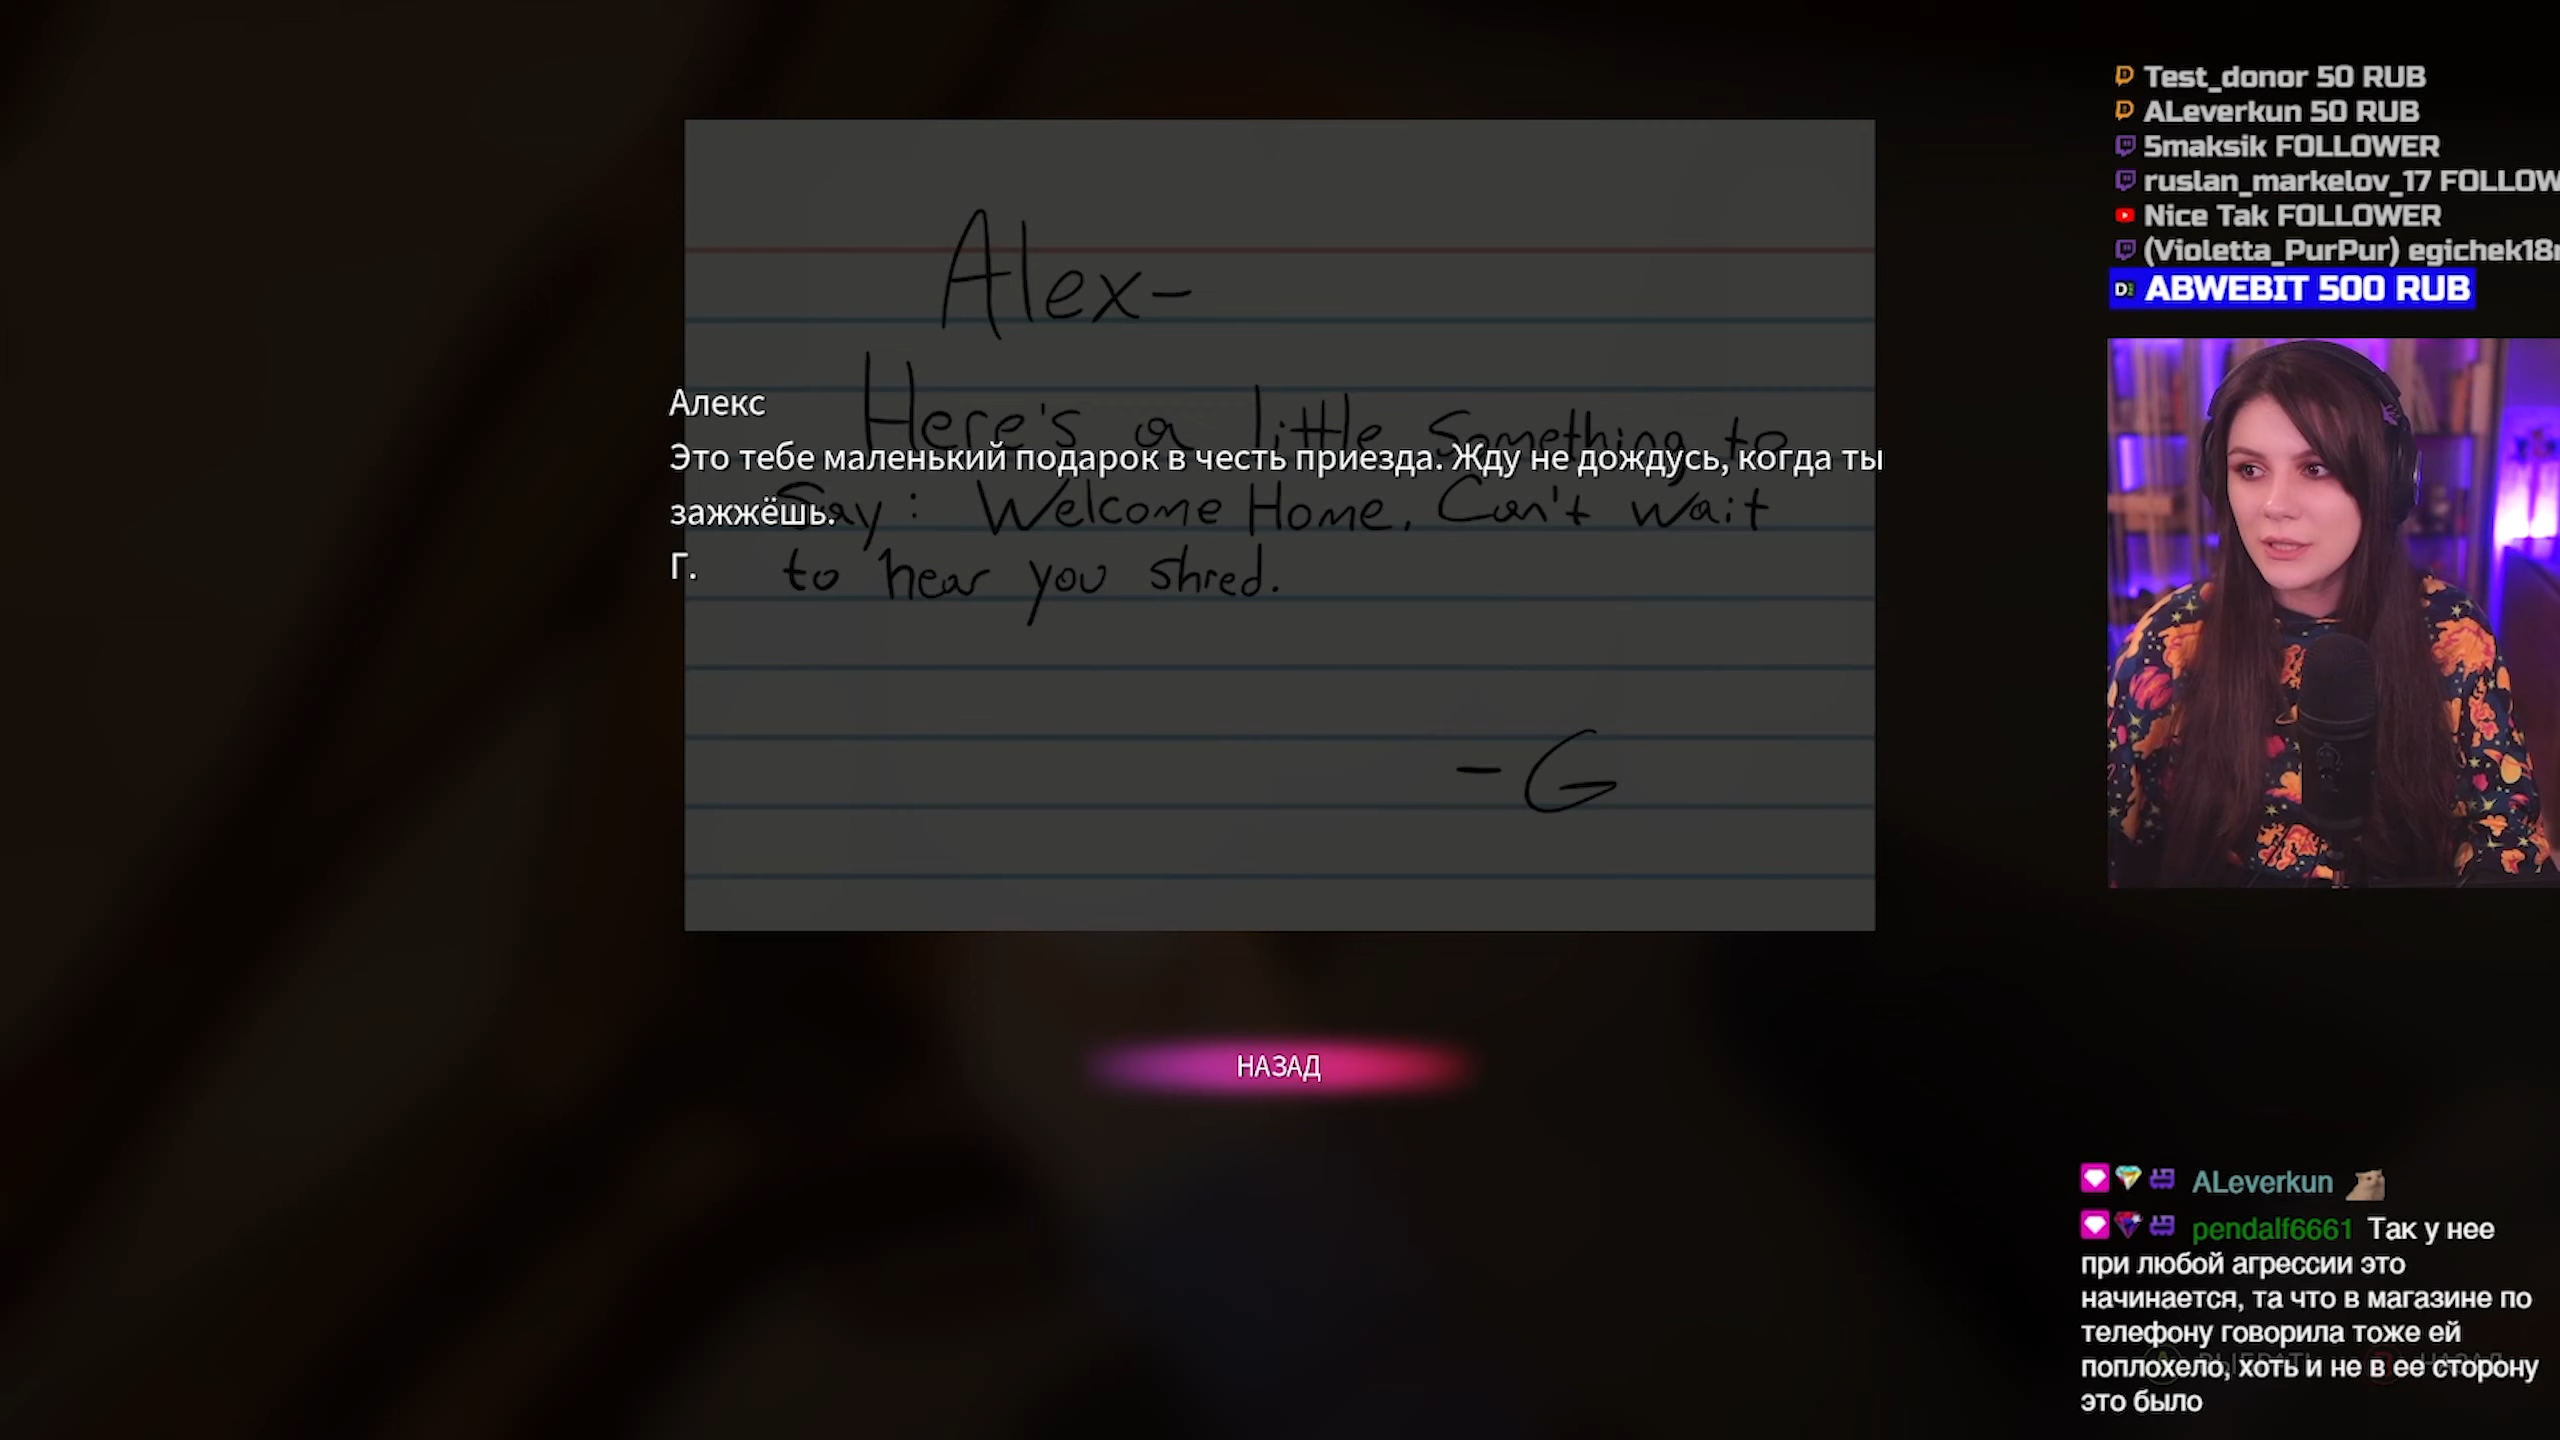 Alex-
Here's a little something to
Say: Welcome Home. Can't wait
to hear you shred.
-G
Алекс
Это тебе маленький подарок в честь приезда. Жду не дождусь, когда ты
зажжёшь.
Г.
НАЗАД
Test_donor 50 RUB
ALeverkun 50 RUB
5maksik FOLLOWER
ruslan_markelov_17 FOLLOW
Nice Tak FOLLOWER
(Violetta_PurPur) egichek18
ABWEBIT 500 RUB
ALeverkun
pendalf6661 Так у нее
при любой агрессии это
начинается, та что в магазине по
телефону говорила тоже ей
поплохело, хоть и не в ее сторону
это было